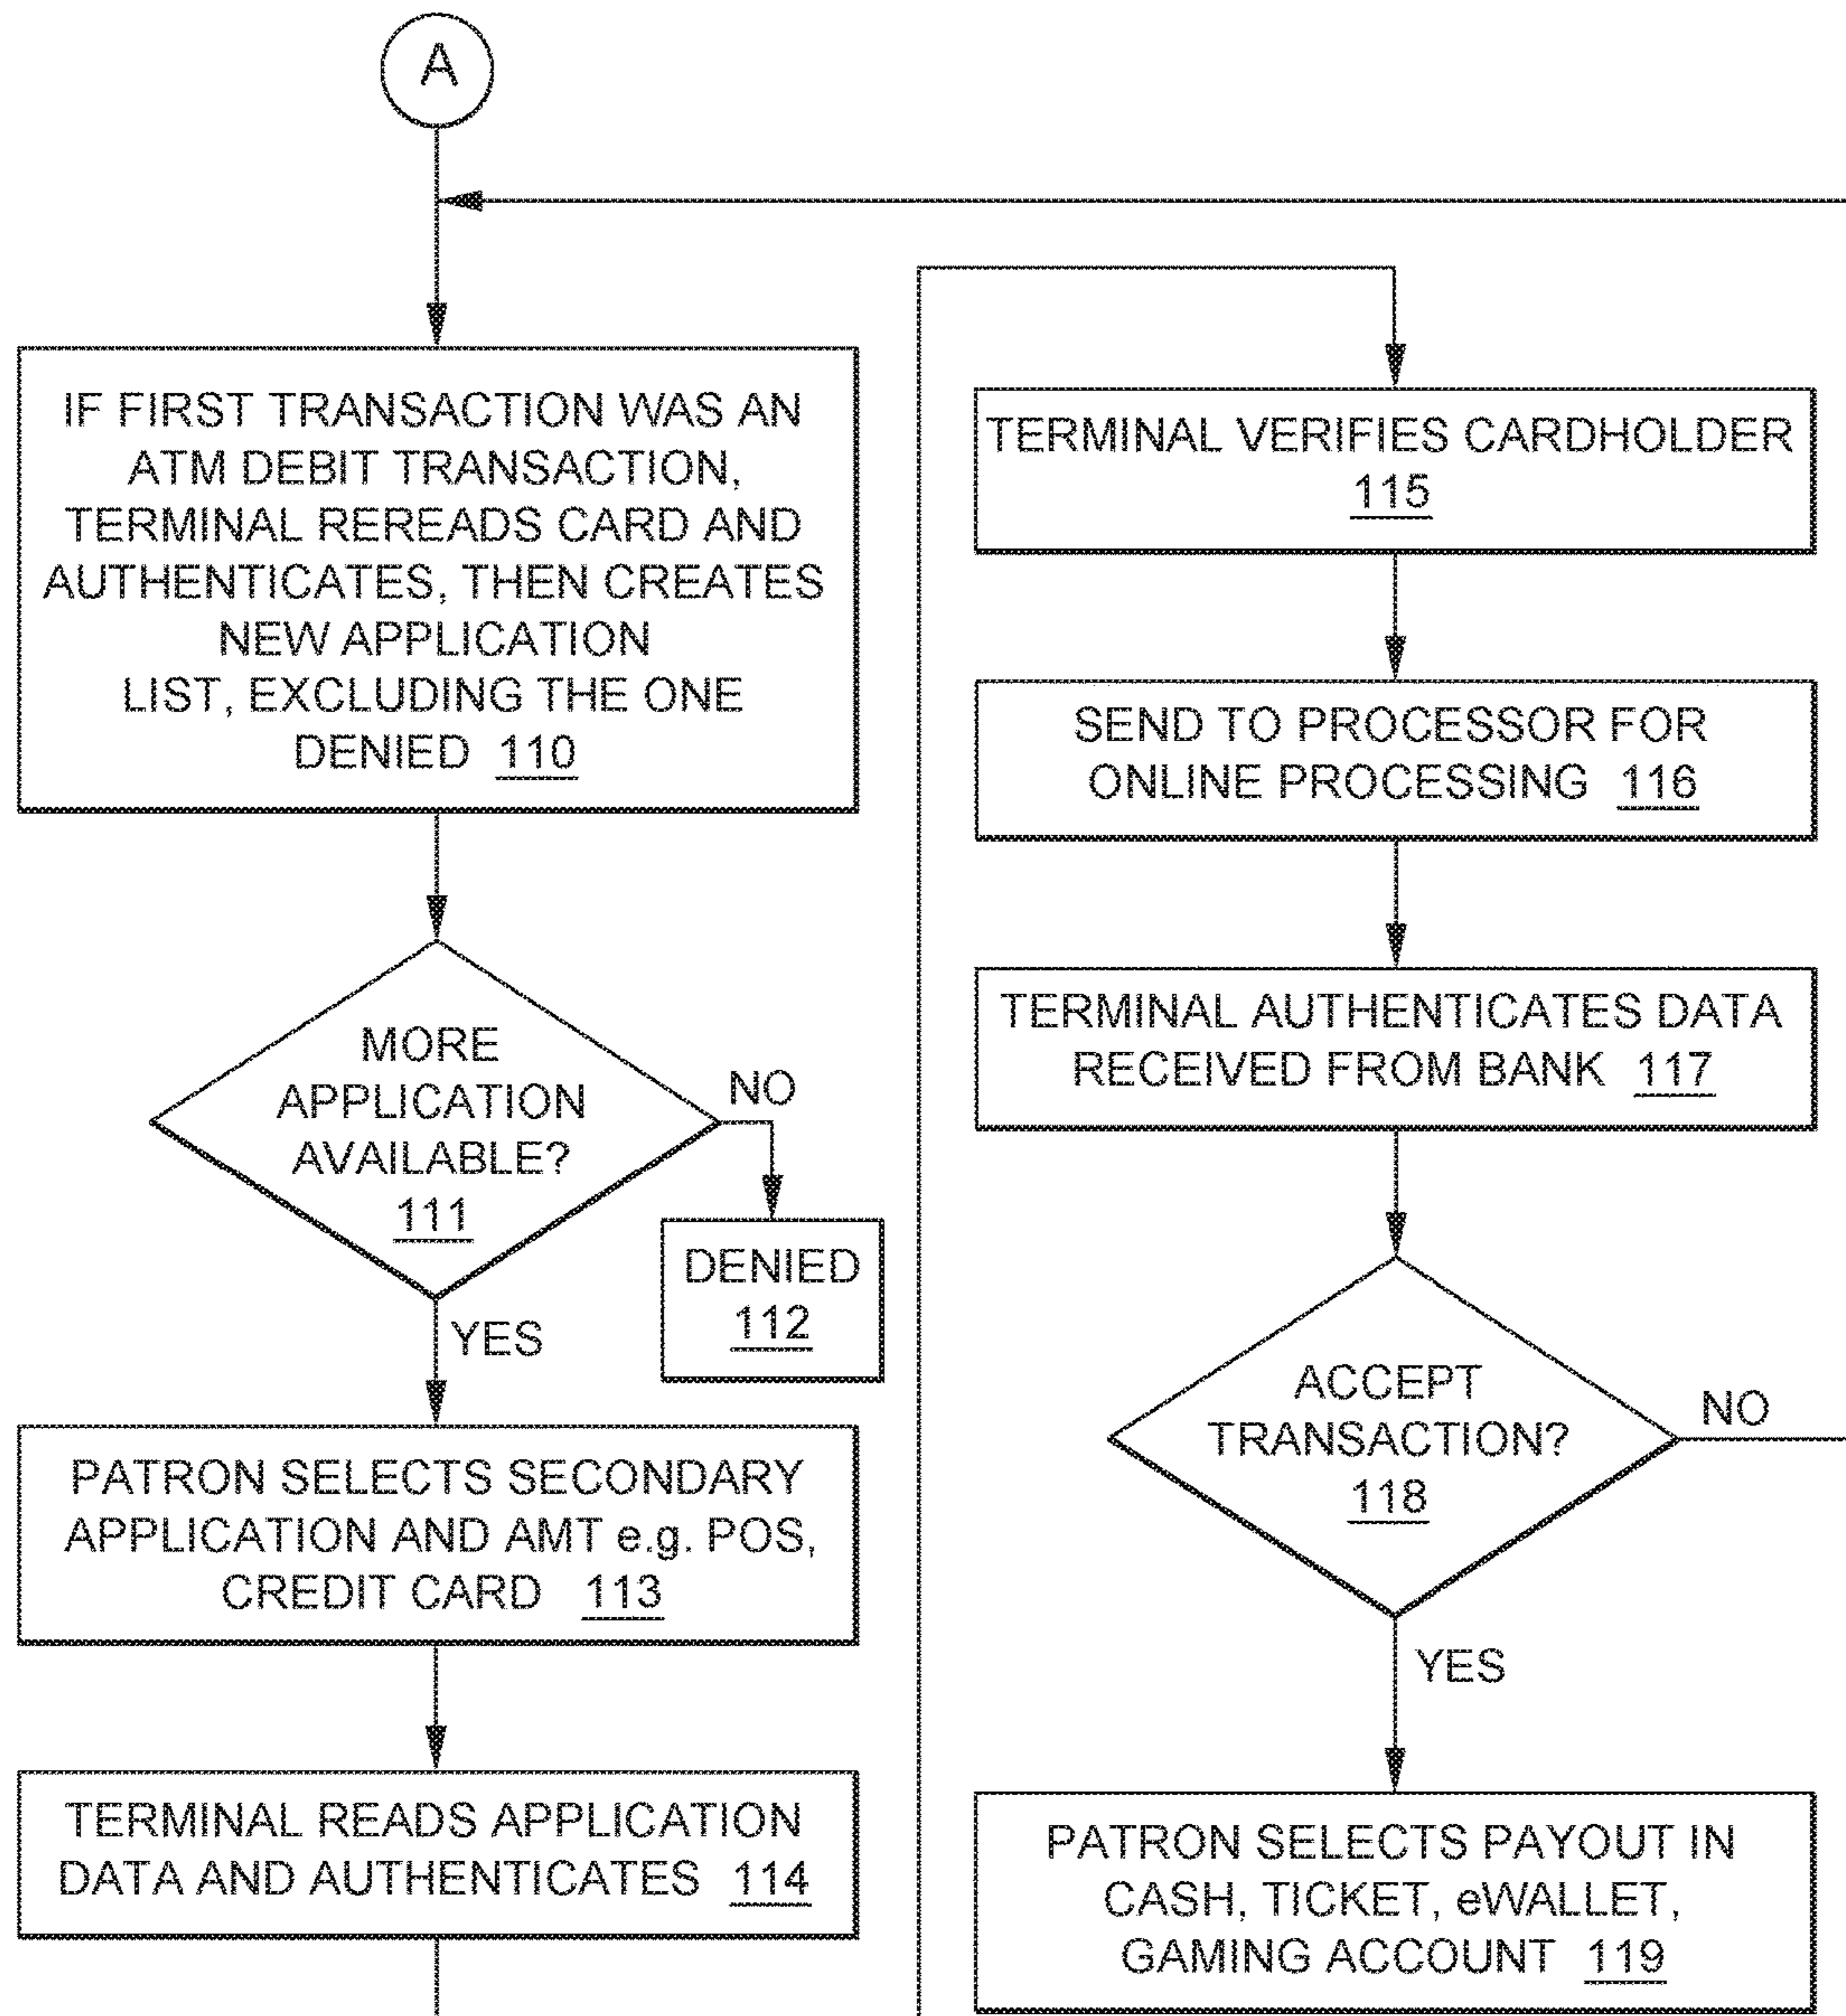 A
IF FIRST TRANSACTION WAS AN
ATM DEBIT TRANSACTION,
TERMINAL REREADS CARD AND
AUTHENTICATES, THEN CREATES
NEW APPLICATION
LIST, EXCLUDING THE ONE
DENIED 110
MORE
APPLICATION
AVAILABLE?
111
NO
DENIED
112
YES
PATRON SELECTS SECONDARY
APPLICATION AND AMT e.g. POS,
CREDIT CARD 113
TERMINAL READS APPLICATION
DATA AND AUTHENTICATES 114
TERMINAL VERIFIES CARDHOLDER
115
SEND TO PROCESSOR FOR
ONLINE PROCESSING 116
TERMINAL AUTHENTICATES DATA
RECEIVED FROM BANK 117
ACCEPT
TRANSACTION?
118
NO
YES
PATRON SELECTS PAYOUT IN
CASH, TICKET, eWALLET,
GAMING ACCOUNT 119